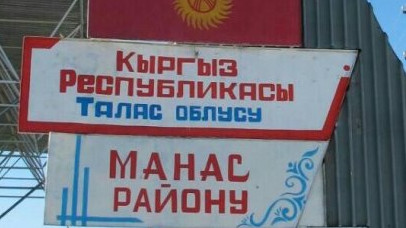 Кыргыз
Республикасы
Талас облусу
МАНАС
РАЙОНУ